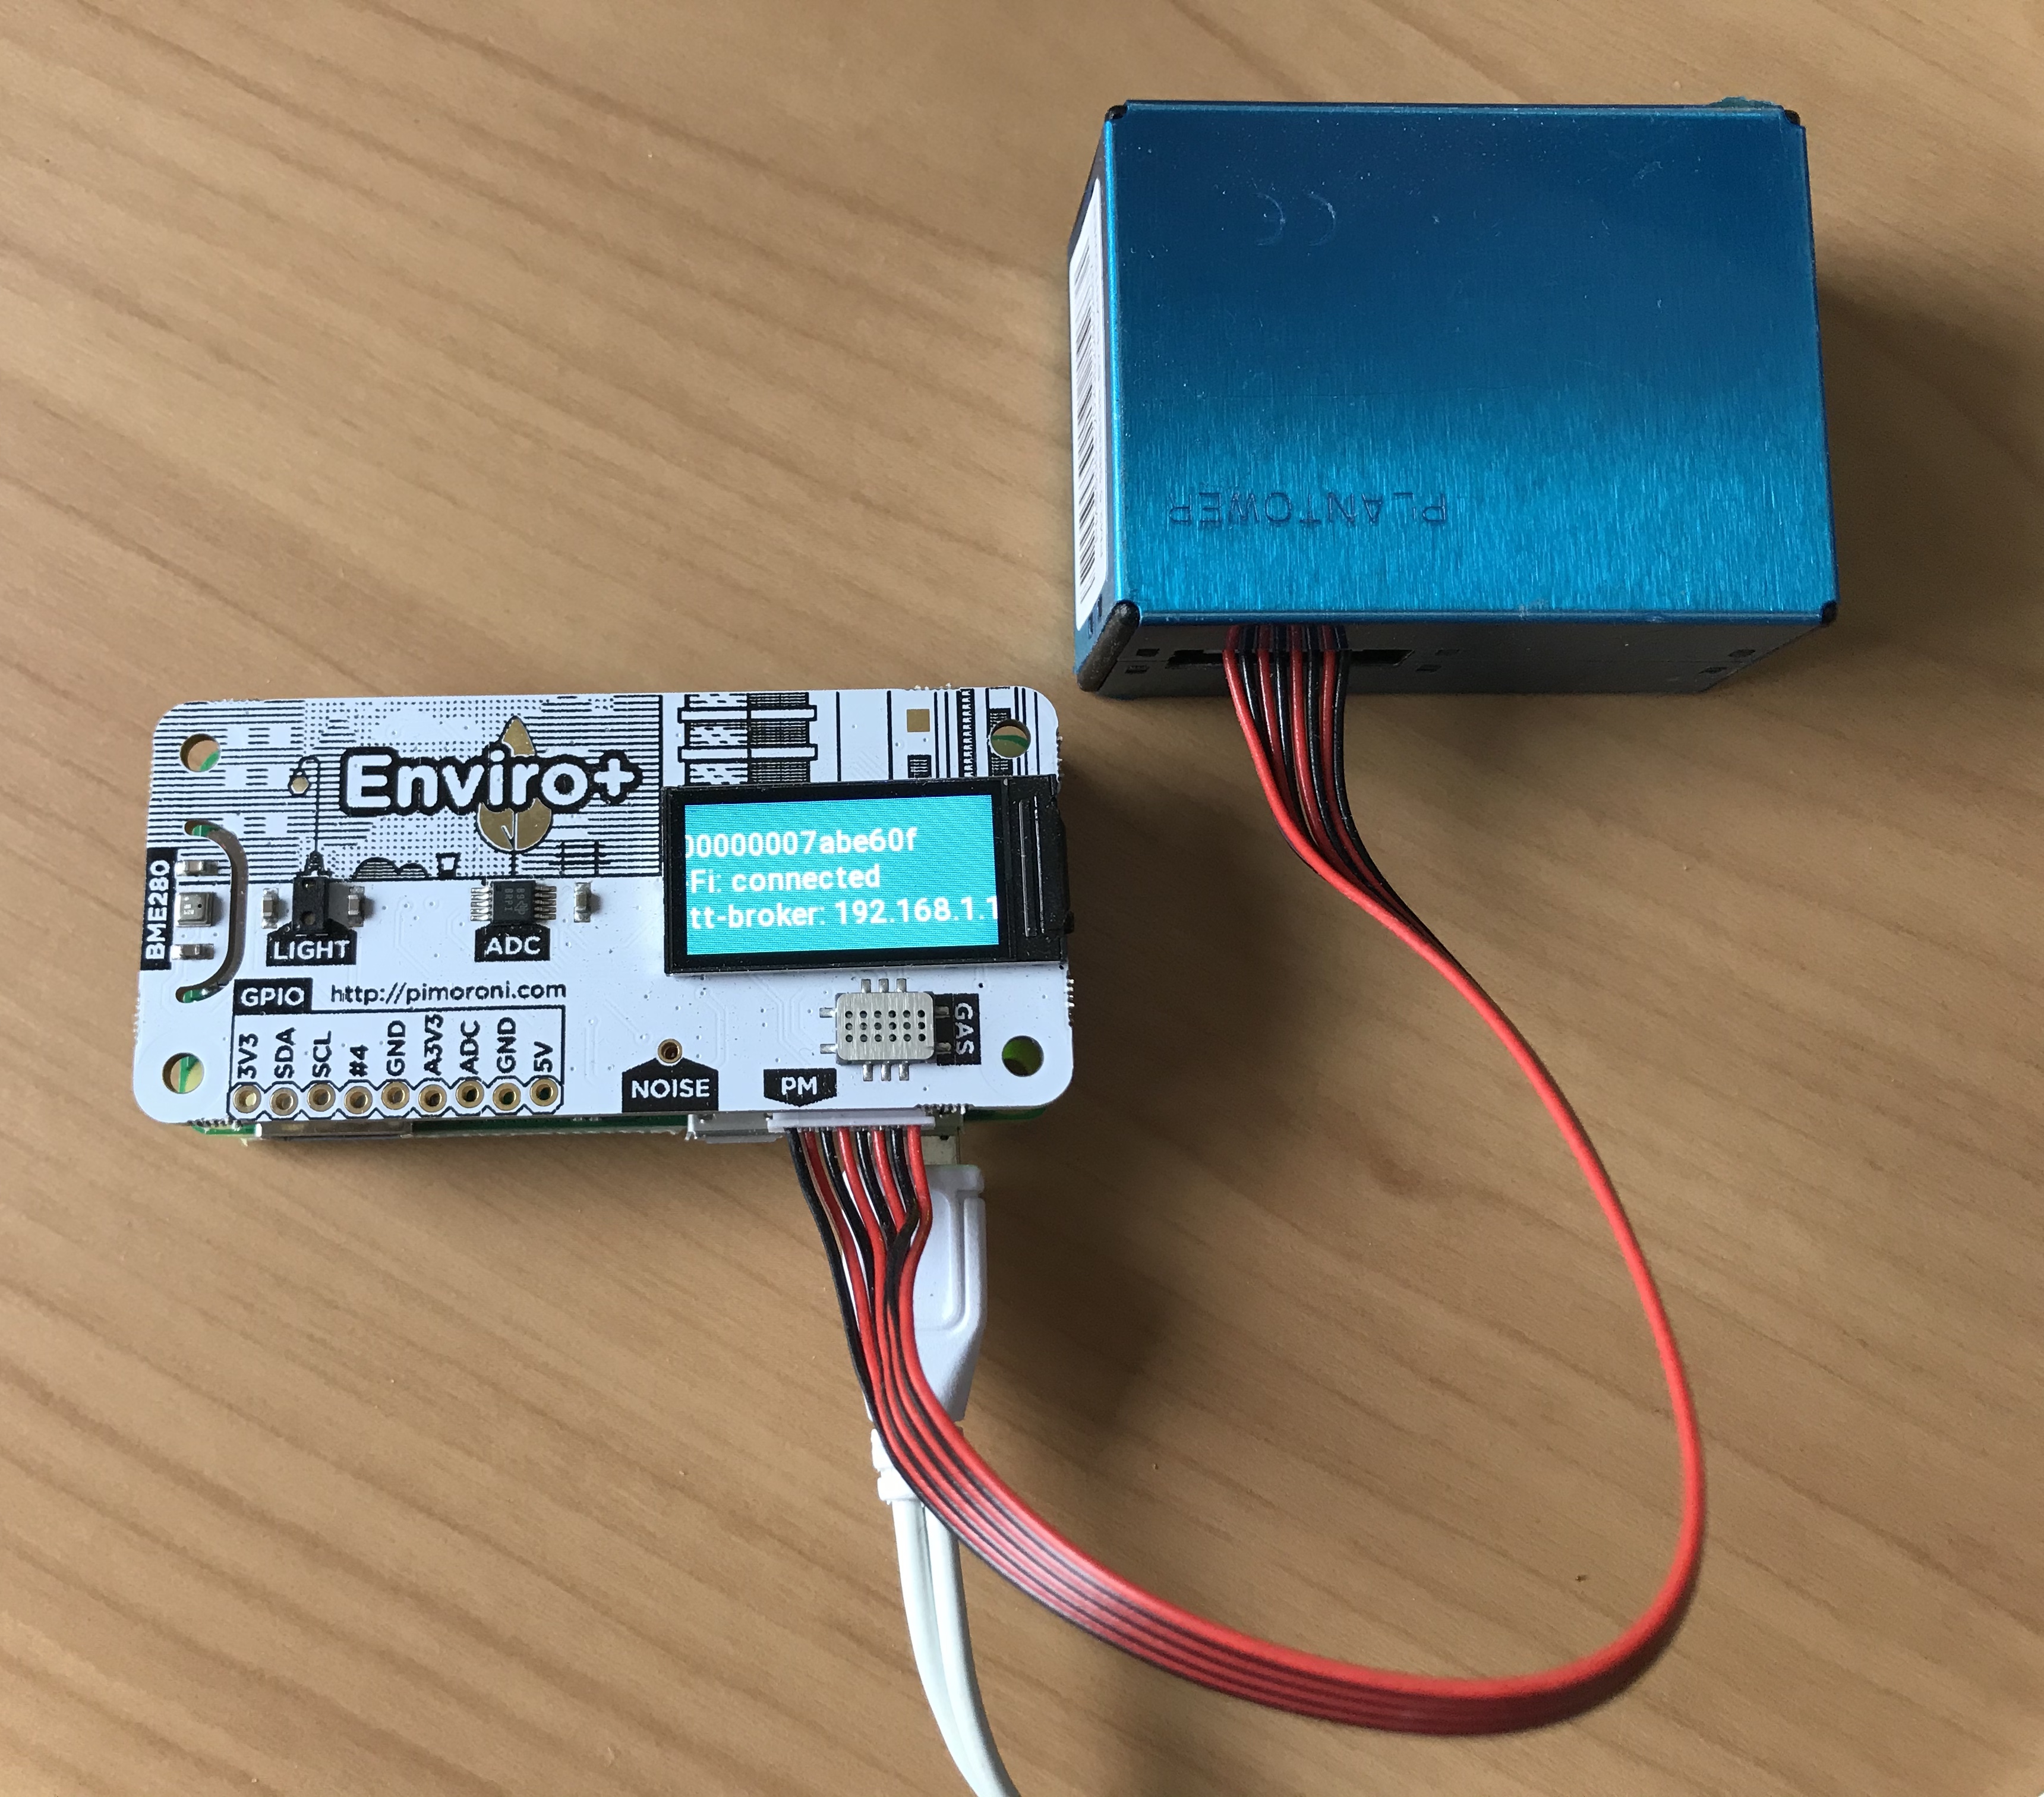 PLANTOWER
Enviro+
00000007abe60f
Fi: connected
tt-broker: 192.168.1.1
BME280
LIGHT
ADC
GPIO http://pimoroni.com
3V3 SDA SCL #4 GND A3V3 ADC GND 5V
NOISE
PM
GAS